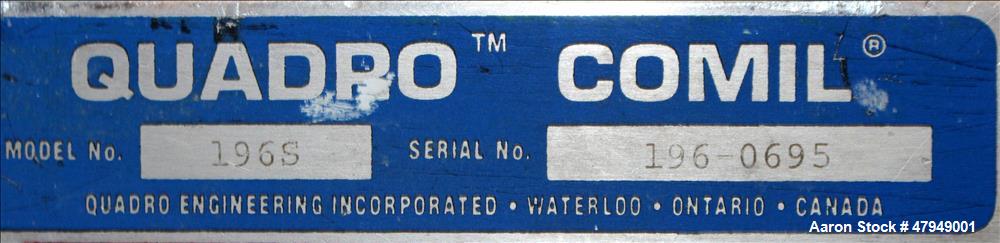 QUADRO™ COMIL®
MODEL No. 196S SERIAL No. 196-0695
QUADRO ENGINEERING INCORPORATED • WATERLOO • ONTARIO • CANADA
Aaron Stock # 47949001